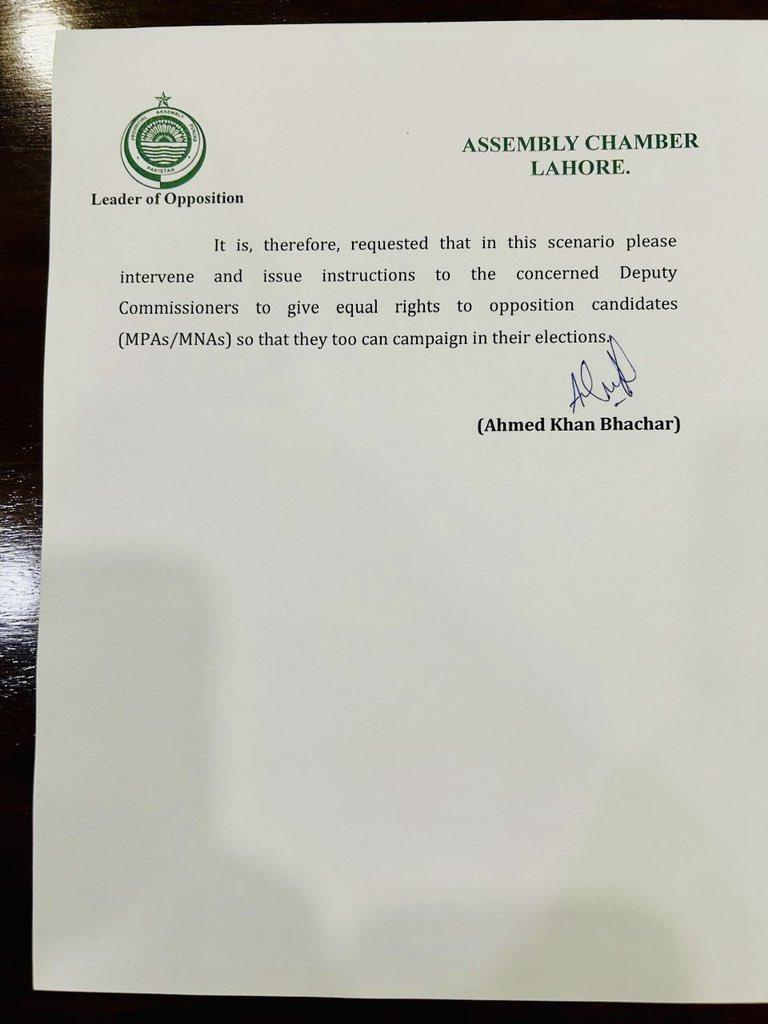 PROVINCIAL ASSEMBLY PUNJAB
PAKISTAN
Leader of Opposition
ASSEMBLY CHAMBER
LAHORE.
It is, therefore, requested that in this scenario please
intervene and issue instructions to the concerned Deputy
Commissioners to give equal rights to opposition candidates
(MPAs/MNAs) so that they too can campaign in their elections.
(Ahmed Khan Bhachar)